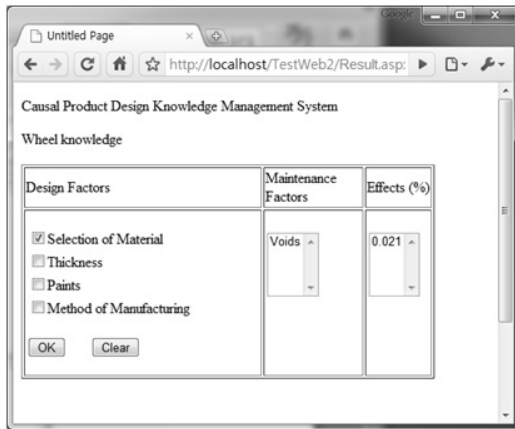 Google
Untitled Page
http://localhost/TestWeb2/Result.asp
Causal Product Design Knowledge Management System
Wheel knowledge
Design Factors
Maintenance
Factors
Effects (%)
Selection of Material
Thickness
Paints
Method of Manufacturing
Voids
0.021
OK
Clear